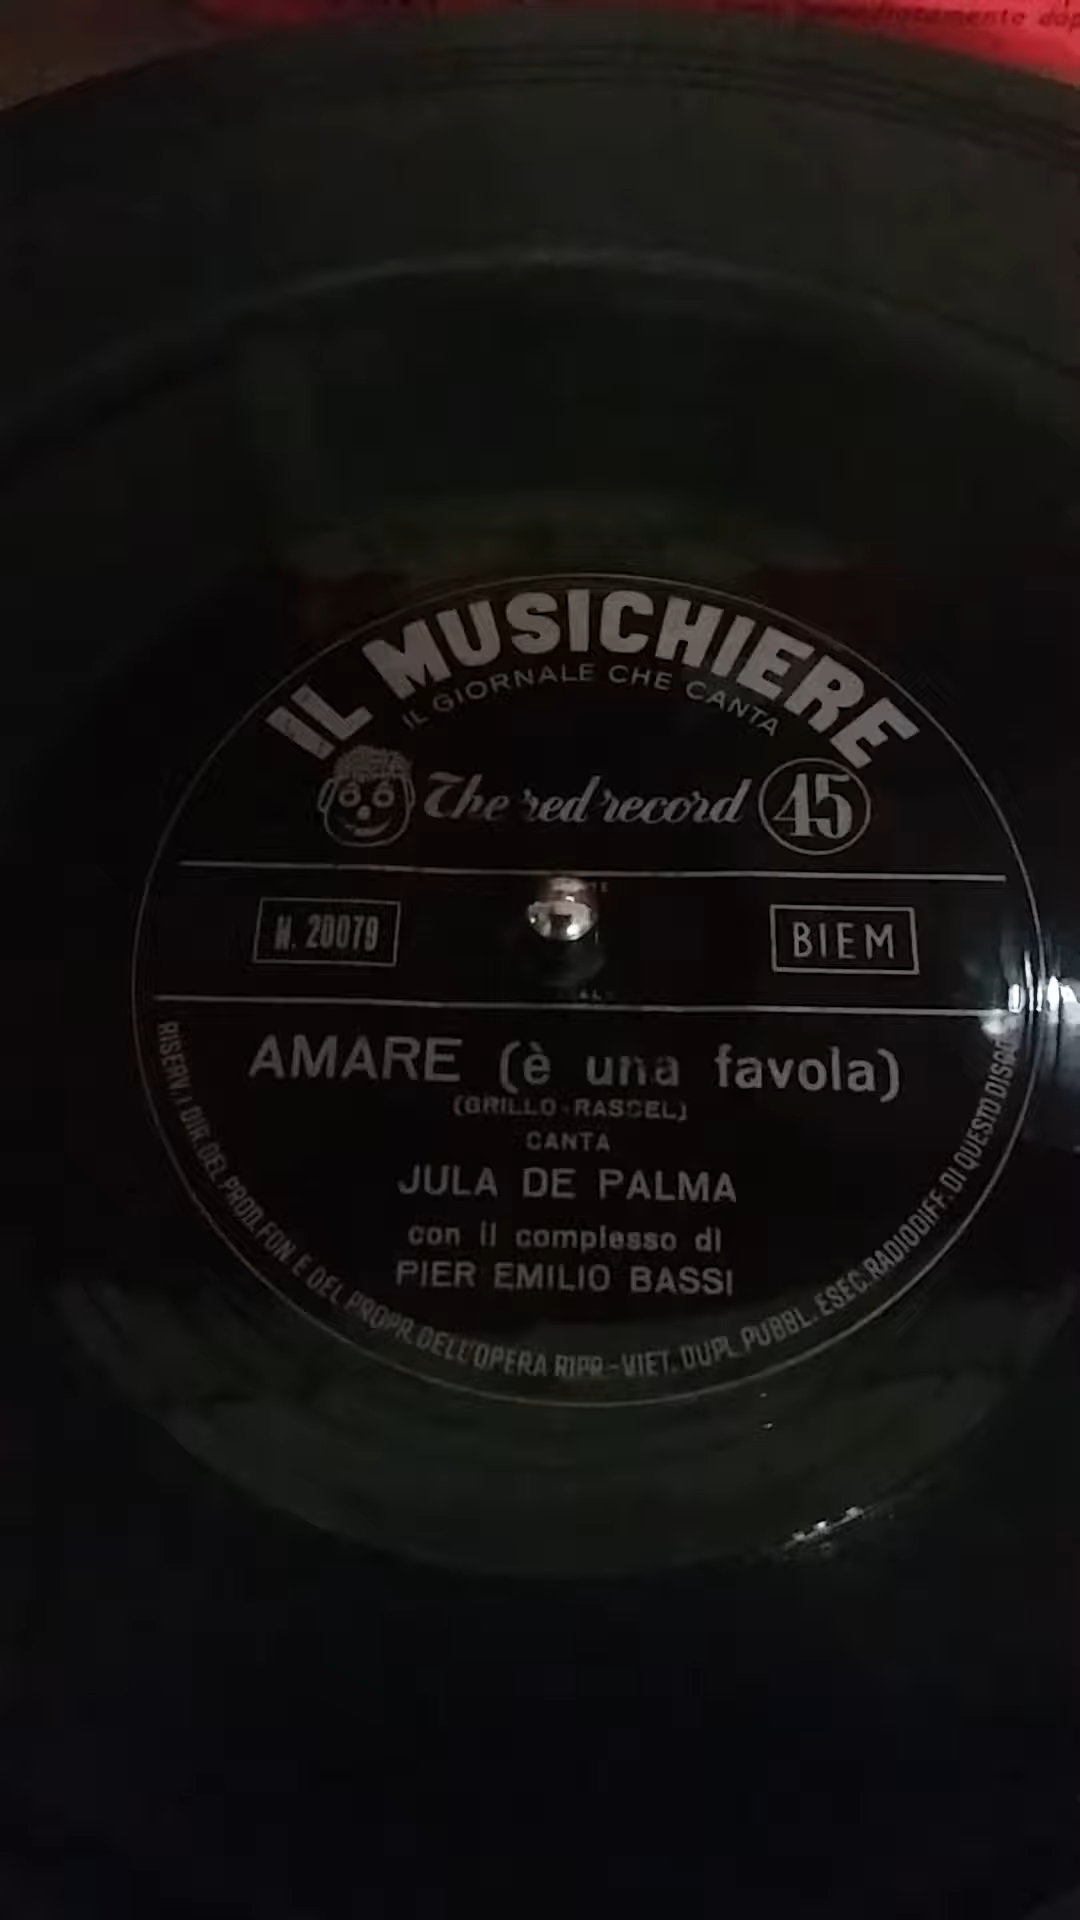 IL MUSICHIERE
IL GIORNALE CHE CANTA
The red record 45
N. 20079
BIEM
AMARE (è una favola)
(GRILLO-RASCEL)
CANTA
JULA DE PALMA
con il complesso di
PIER EMILIO BASSI
RISERV. I DIR. DEL PROD. FON. E DEL PROPR. DELL'OPERA RIPR.-VIET. DUPL. PUBBL. ESEC. RADIODIFF. DI QUESTO DISCO